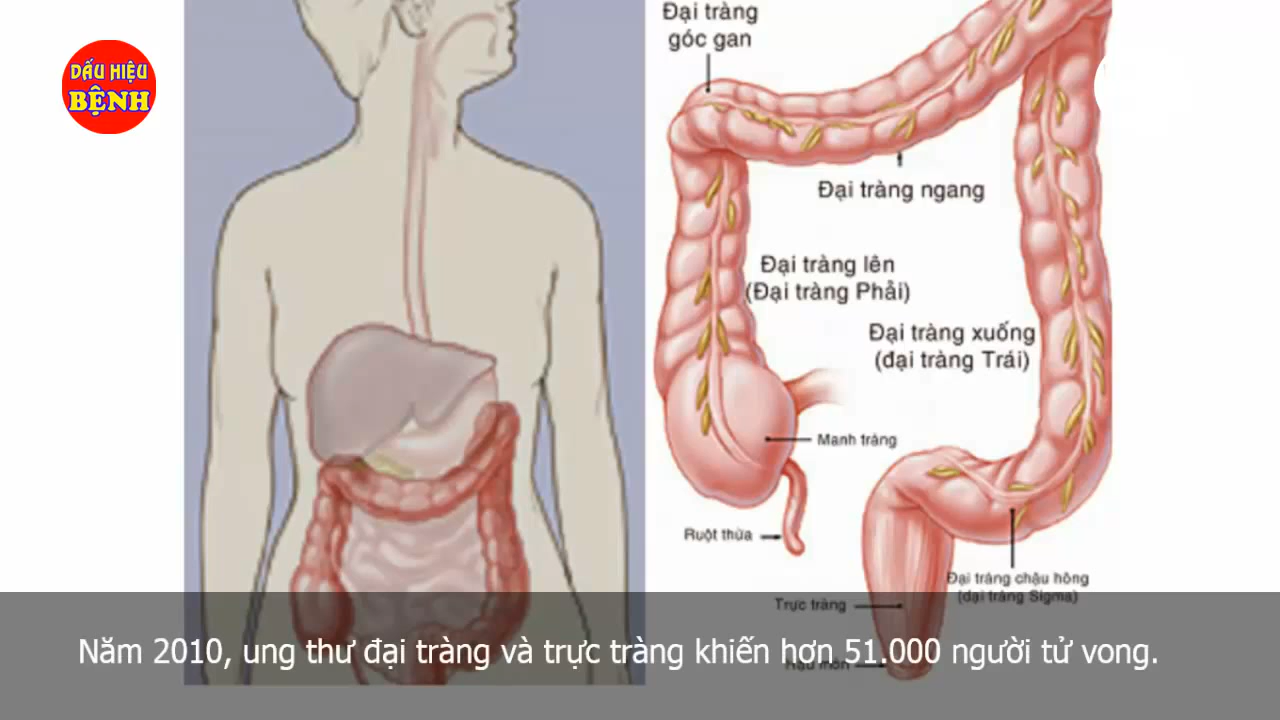 DẤU HIỆU
BỆNH
Đại tràng
góc gan
Đại tràng ngang
Đại tràng lên
(Đại tràng Phải)
Đại tràng xuống
(đại tràng Trái)
Manh tràng
Ruột thừa
Đại tràng chậu hông
(đại tràng Sigma)
Trực tràng
Hậu môn
Năm 2010, ung thư đại tràng và trực tràng khiến hơn 51.000 người tử vong.